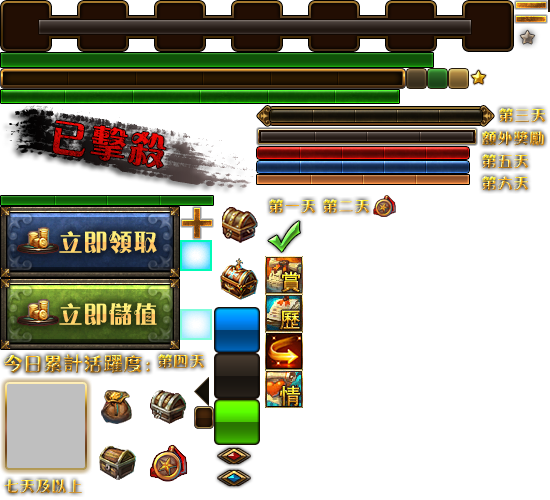 第三天
額外獎勵
已擊殺
第五天
第六天
第一天 第二天
立即領取
賞
歷
立即儲值
今日累計活躍度：第四天
情
七天及以上